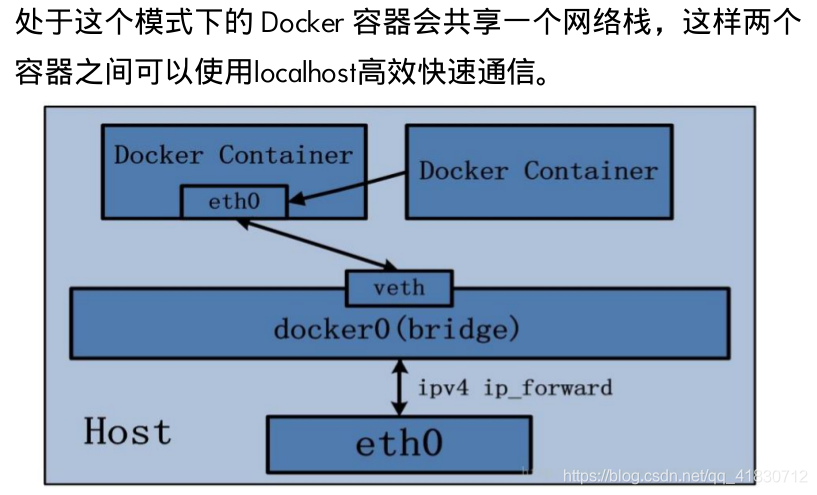 处于这个模式下的 Docker 容器会共享一个网络栈，这样两个
容器之间可以使用localhost高效快速通信。
Docker Container
Docker Container
eth0
veth
docker0(bridge)
ipv4 ip_forward
Host
eth0
https://blog.csdn.net/qq_41830712